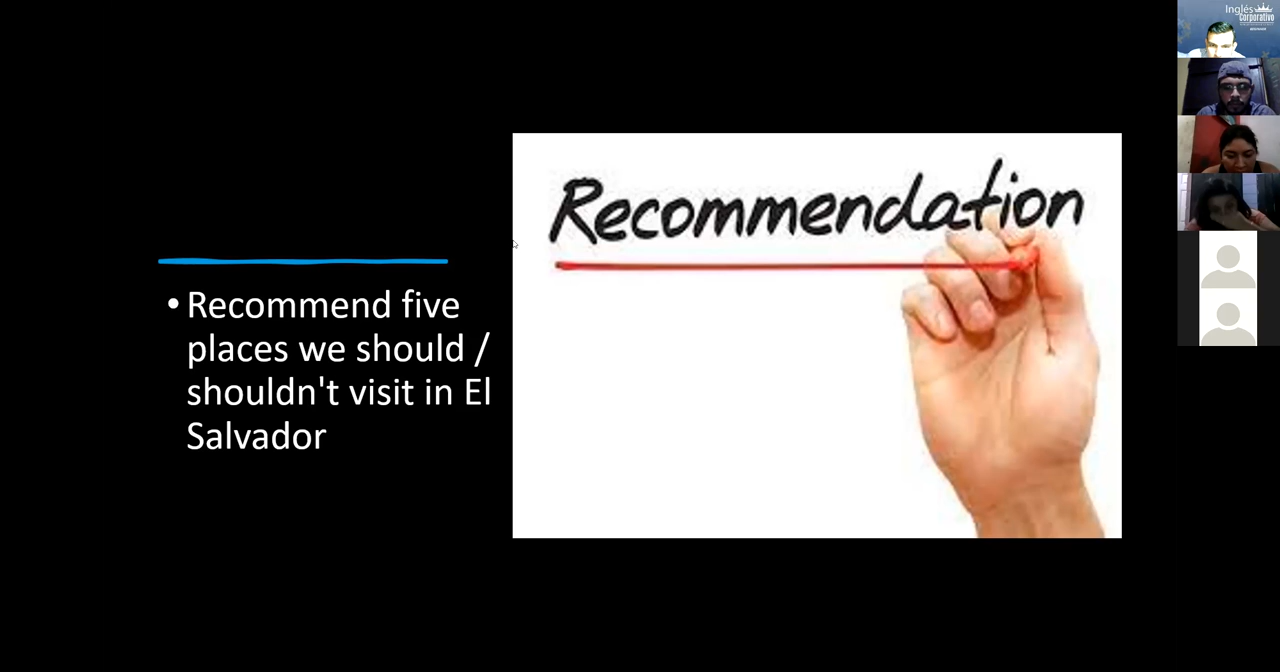 Recommendation
• Recommend five
places we should /
shouldn't visit in El
Salvador
Inglés
Corporativo